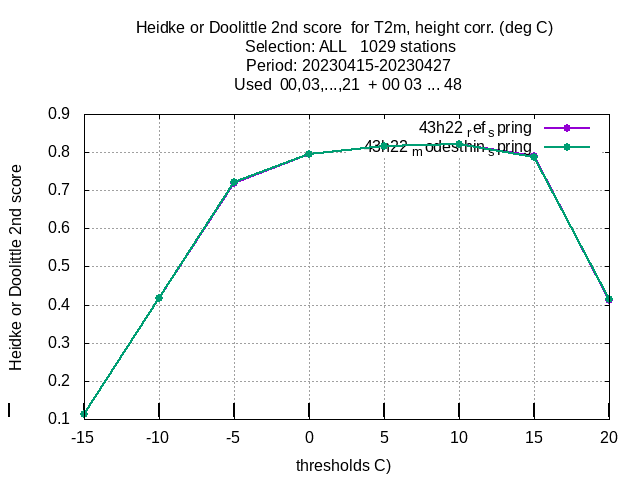 Heidke or Doolittle 2nd score for T2m, height corr. (deg C)
Selection: ALL 1029 stations
Period: 20230415-20230427
Used 00,03,...,21 + 00 03 ... 48
43h22 ref spring
43h22 modesthin spring
Heidke or Doolittle 2nd score
0.9
0.8
0.7
0.6
0.5
0.4
0.3
0.2
0.1
-15 -10 -5 0 5 10 15 20
thresholds C)